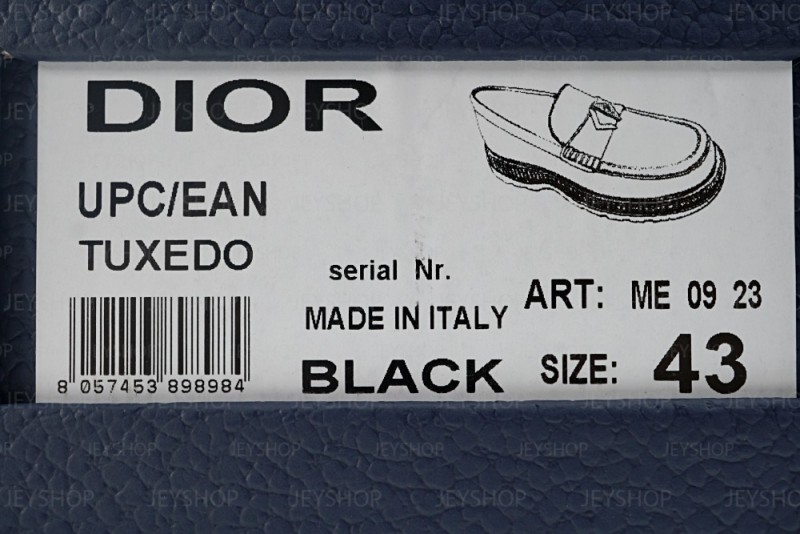 DIOR
UPC/EAN
TUXEDO
serial Nr.
MADE IN ITALY
BLACK
ART: ME 09 23
SIZE: 43
8 057453 898984
JEYSHOP